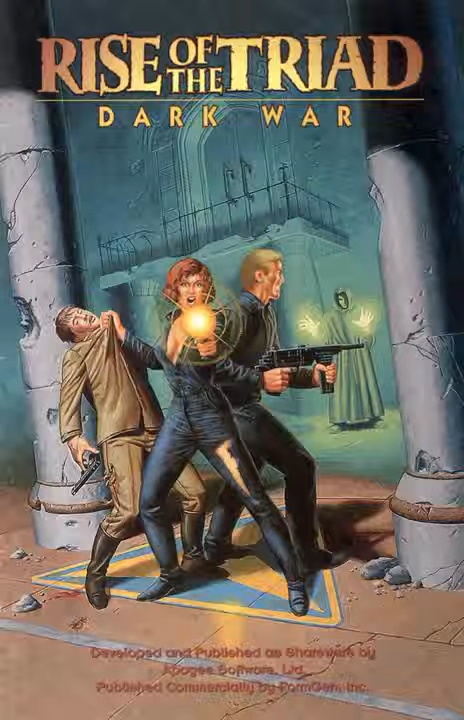 RISE OF THE TRIAD
DARK WAR
Developed and Published as Shareware by
Apogee Software, Ltd.
Published Commercially by FormGen, Inc.